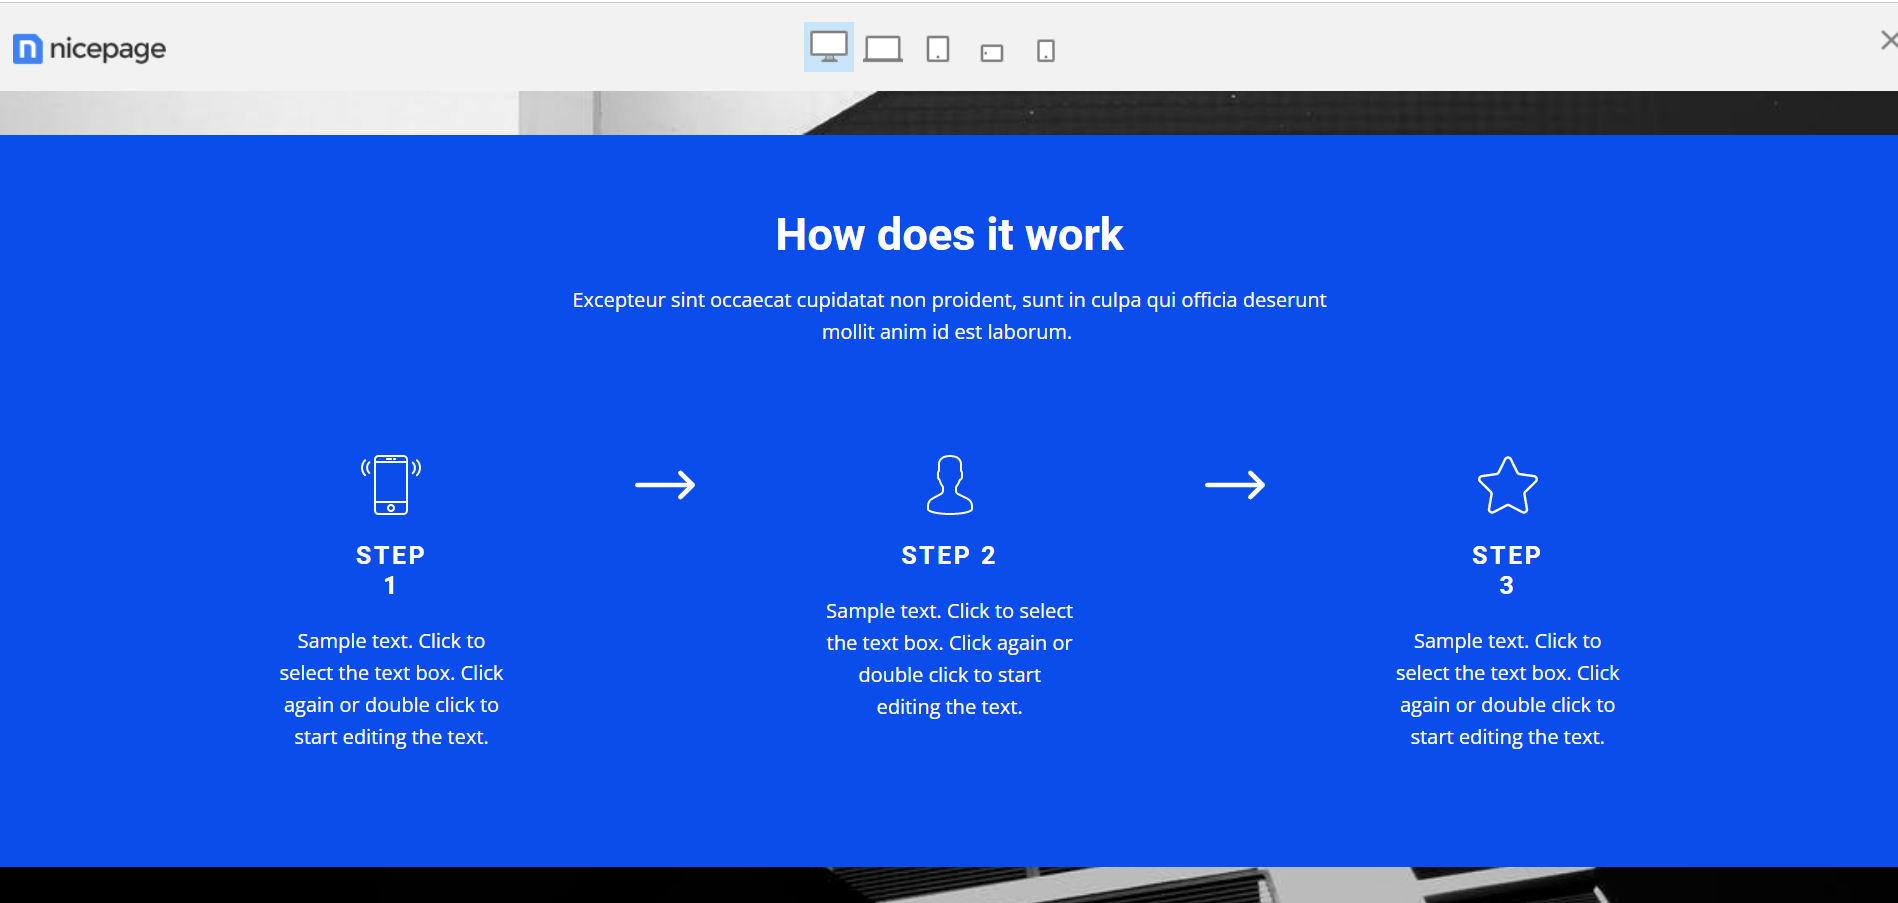 nicepage
How does it work
Excepteur sint occaecat cupidatat non proident, sunt in culpa qui officia deserunt
mollit anim id est laborum.
STEP
1
Sample text. Click to
select the text box. Click
again or double click to
start editing the text.
STEP 2
Sample text. Click to select
the text box. Click again or
double click to start
editing the text.
STEP
3
Sample text. Click to
select the text box. Click
again or double click to
start editing the text.